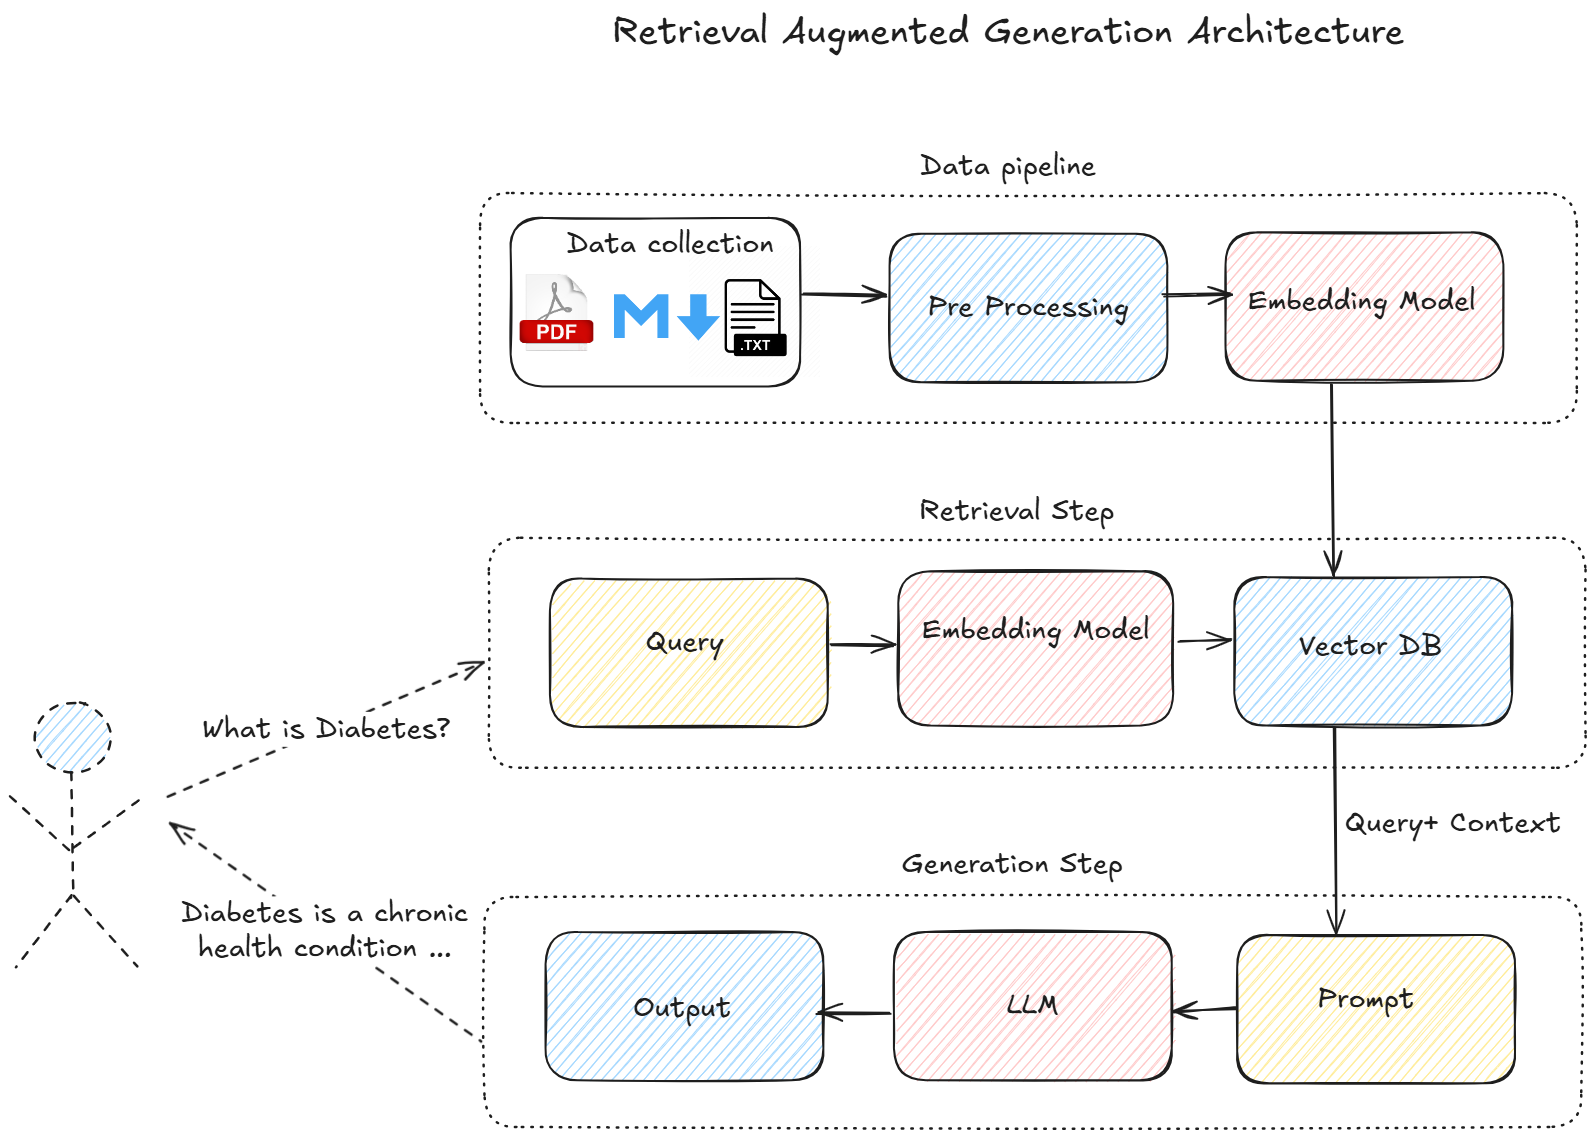 Retrieval Augmented Generation Architecture
Data pipeline
Data collection
PDF
M
.TXT
Pre Processing
Embedding Model
Retrieval Step
Query
Embedding Model
Vector DB
What is Diabetes?
Query+ Context
Generation Step
Diabetes is a chronic
health condition ...
Output
LLM
Prompt